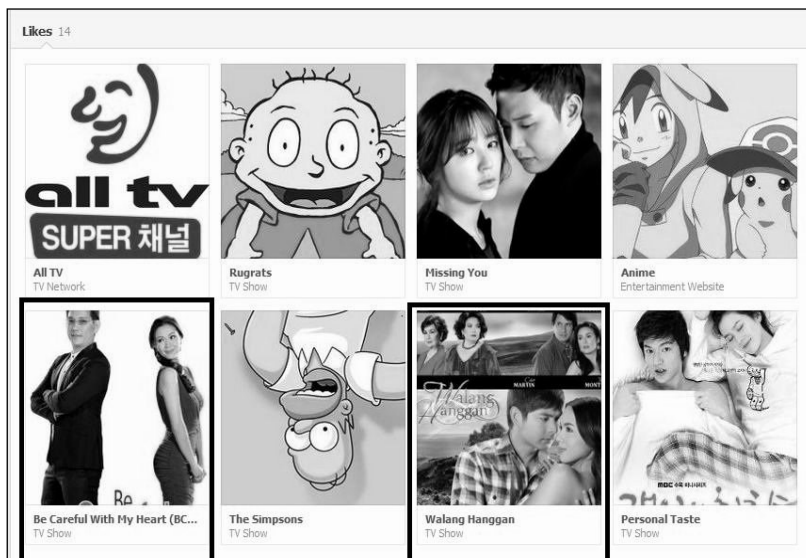 Likes 14
all tv
SUPER 채널
All TV
TV Network
Rugrats
TV Show
Missing You
TV Show
Anime
Entertainment Website
Be
Be Careful With My Heart (BC...
TV Show
The Simpsons
TV Show
MARTIN
MONT
Walang
Hanggan
Walang Hanggan
TV Show
MBC
Personal Taste
TV Show